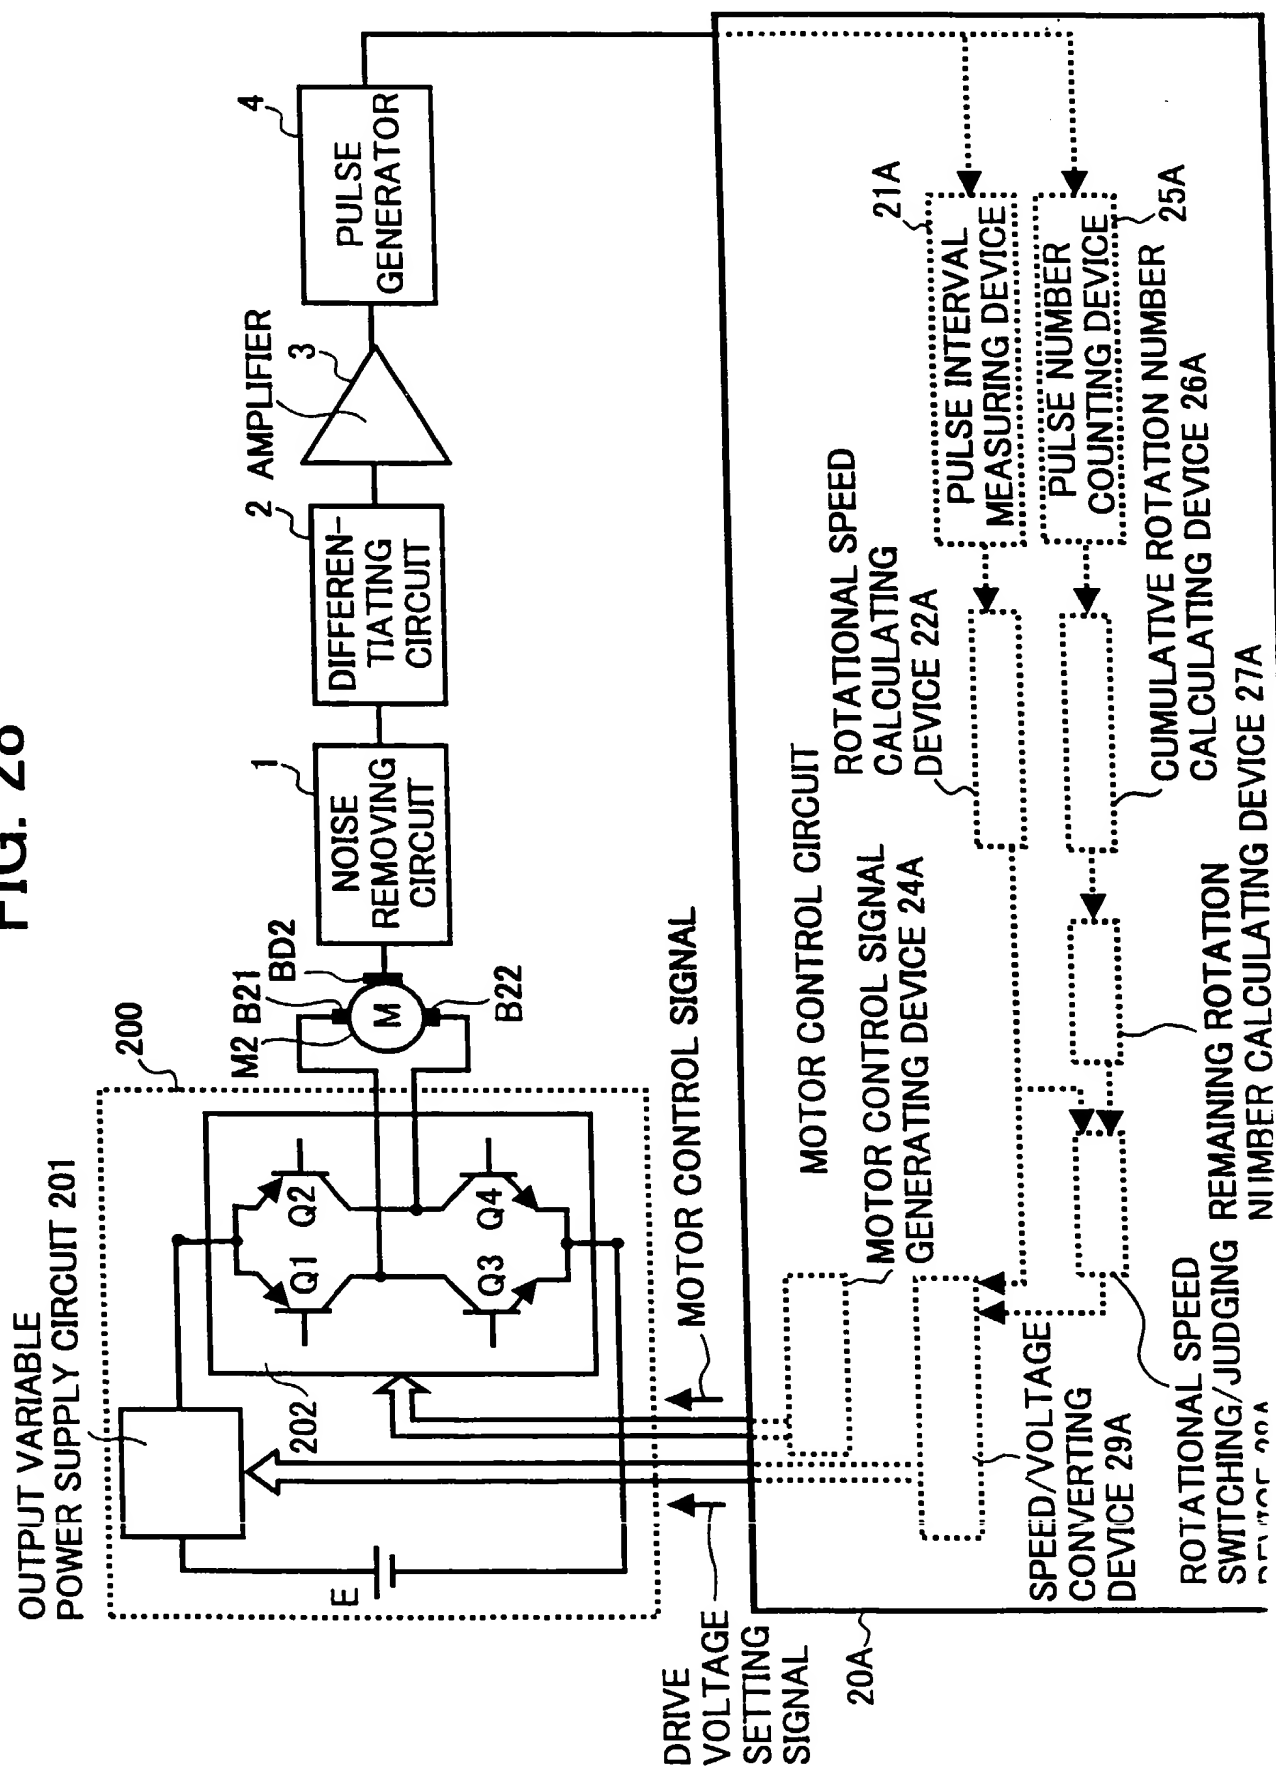 FIG. 28
OUTPUT VARIABLE
POWER SUPPLY CIRCUIT 201
200
E
202
Q1
Q2
Q3
Q4
M2
B21
BD2
B22
M
1
NOISE
REMOVING
CIRCUIT
2
DIFFEREN-
TIATING
CIRCUIT
AMPLIFIER
3
4
PULSE
GENERATOR
DRIVE
VOLTAGE
SETTING
SIGNAL
MOTOR CONTROL SIGNAL
20A
MOTOR CONTROL CIRCUIT
MOTOR CONTROL SIGNAL
GENERATING DEVICE 24A
ROTATIONAL SPEED
CALCULATING
DEVICE 22A
21A
PULSE INTERVAL
MEASURING DEVICE
PULSE NUMBER
COUNTING DEVICE
25A
SPEED/VOLTAGE
CONVERTING
DEVICE 29A
CUMULATIVE ROTATION NUMBER
CALCULATING DEVICE 26A
REMAINING ROTATION
NUMBER CALCULATING DEVICE 27A
ROTATIONAL SPEED
SWITCHING/JUDGING